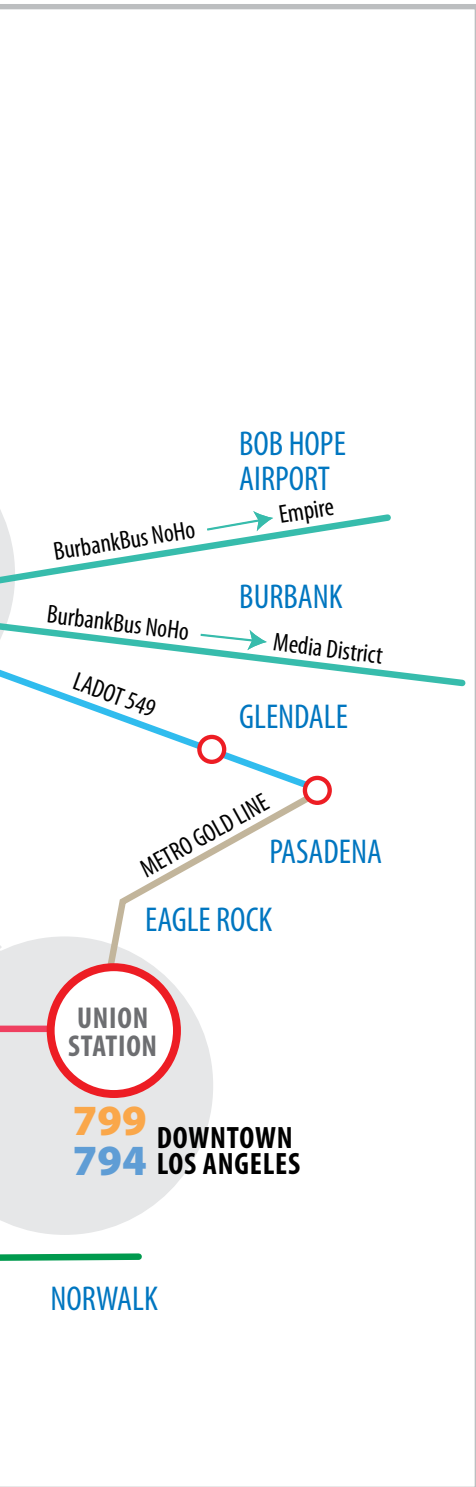 BOB HOPE
AIRPORT
BurbankBus NoHo
Empire
BURBANK
BurbankBus NoHo
Media District
LADOT 549
GLENDALE
METRO GOLD LINE
PASADENA
EAGLE ROCK
UNION
STATION
799
794
DOWNTOWN
LOS ANGELES
NORWALK